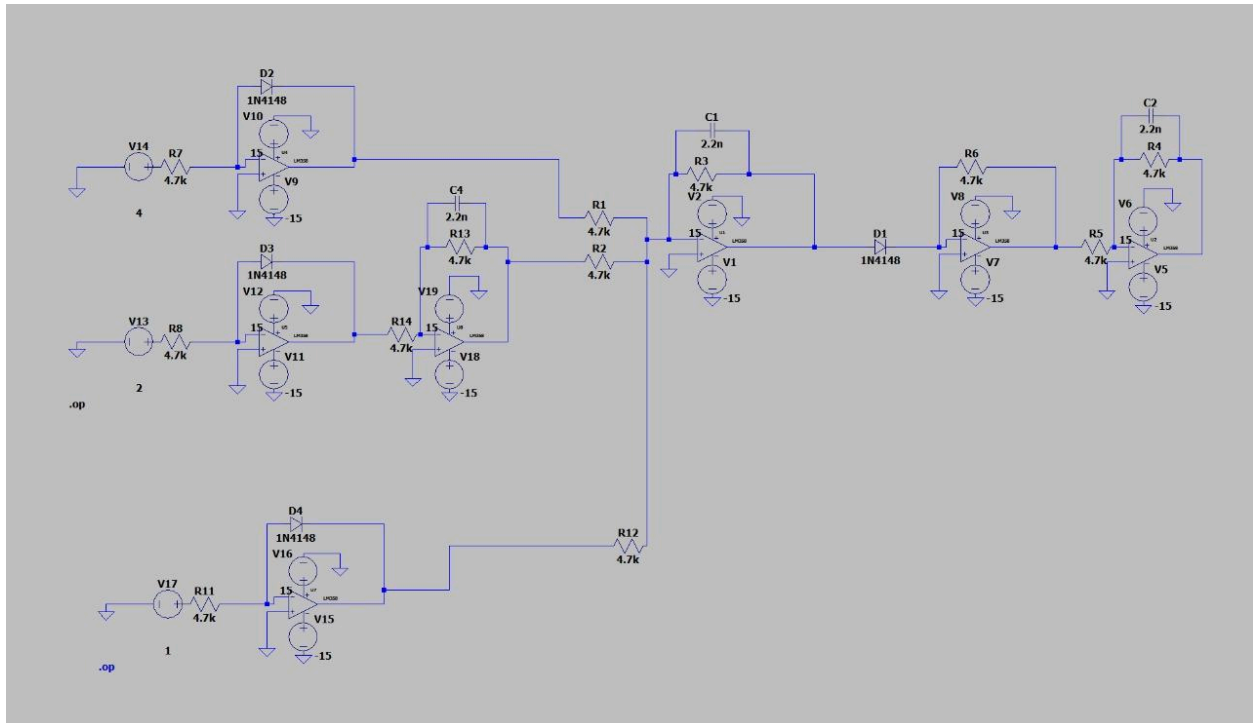 D2
1N4148
V10
15
V14
R7
4.7k
V9
-15
4
D3
1N4148
V12
15
V13
R8
4.7k
V11
-15
2
.op
C4
2.2n
R13
4.7k
V19
15
R14
4.7k
V18
-15
R1
4.7k
R2
4.7k
C1
2.2n
R3
4.7k
V2
15
V1
-15
D1
1N4148
R6
4.7k
V8
15
V7
-15
C2
2.2n
R4
4.7k
V6
R5
15
4.7k
V5
-15
D4
1N4148
V16
15
V17
R11
4.7k
V15
-15
1
.op
R12
4.7k